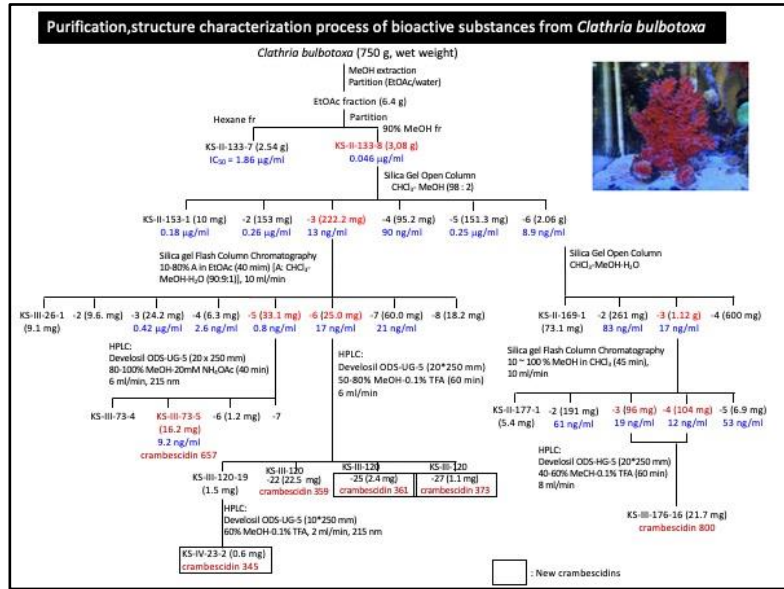 Purification,structure characterization process of bioactive substances from Clathria bulbotoxa
Clathria bulbotoxa (750 g, wet weight)
MeOH extraction
Partition (EtOAc/water)
EtOAc fraction (6.4 g)
Partition
Hexane fr
90% MeOH fr
KS-II-133-7 (2.54 g)
IC50 = 1.86 µg/ml
KS-II-133-8 (3,08 g)
0.046 µg/ml
Silica Gel Open Column
CHCl3- MeOH (98 : 2)
KS-II-153-1 (10 mg)
0.18 µg/ml
-2 (153 mg)
0.26 µg/ml
-3 (222.2 mg)
13 ng/ml
-4 (95.2 mg)
90 ng/ml
-5 (151.3 mg)
0.25 µg/ml
-6 (2.06 g)
8.9 ng/ml
Silica gel Flash Column Chromatography
10-80% A in EtOAc (40 mim) [A: CHCl3-
MeOH-H2O (90:9:1)], 10 ml/min
Silica Gel Open Column
CHCl3-MeOH-H2O
KS-III-26-1
(9.1 mg)
-2 (9.6. mg)
-3 (24.2 mg)
0.42 µg/ml
-4 (6.3 mg)
2.6 ng/ml
-5 (33.1 mg)
0.8 ng/ml
-6 (25.0 mg)
17 ng/ml
-7 (60.0 mg)
21 ng/ml
-8 (18.2 mg)
KS-II-169-1
(73.1 mg)
-2 (261 mg)
83 ng/ml
-3 (1.12 g)
17 ng/ml
-4 (600 mg)
HPLC:
Develosil ODS-UG-5 (20 x 250 mm)
80-100% MeOH-20mM NH4OAc (40 min)
6 ml/min, 215 nm
HPLC:
Develosil ODS-UG-5 (20*250 mm)
50-80% MeOH-0.1% TFA (60 min)
6 ml/min
Silica gel Flash Column Chromatography
10 ~ 100 % MeOH in CHCl3 (45 min),
10 ml/min
KS-III-73-4
KS-III-73-5
(16.2 mg)
9.2 ng/ml
crambescidin 657
-6 (1.2 mg)
-7
KS-II-177-1
(5.4 mg)
-2 (191 mg)
61 ng/ml
-3 (96 mg)
19 ng/ml
-4 (104 mg)
12 ng/ml
-5 (6.9 mg)
53 ng/ml
HPLC:
Develosil ODS-HG-5 (20*250 mm)
40-60% MeCH-0.1% TFA (60 min)
8 ml/min
KS-III-120-19
(1.5 mg)
KS-III-120
-22 (22.5 mg)
crambescidin 359
KS-III-120
-25 (2.4 mg)
crambescidin 361
KS-III-120
-27 (1.1 mg)
crambescidin 373
KS-III-176-16 (21.7 mg)
crambescidin 800
HPLC:
Develosil ODS-UG-5 (10*250 mm)
60% MeOH-0.1% TFA, 2 ml/min, 215 nm
KS-IV-23-2 (0.6 mg)
crambescidin 345
: New crambescidins